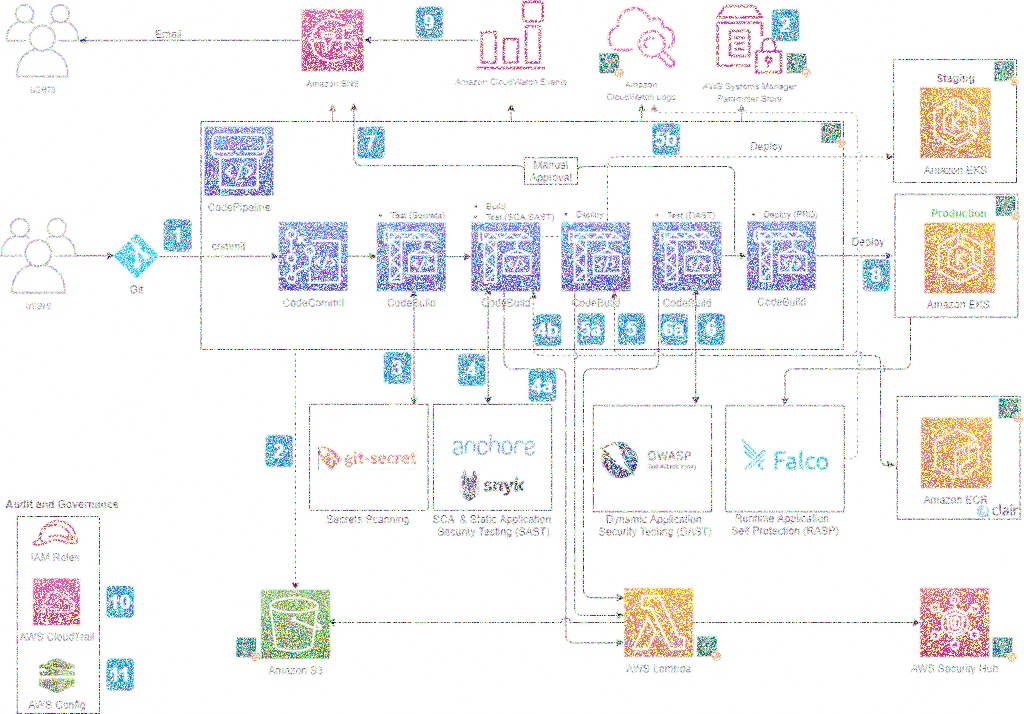 users
Email
Amazon SNS
9
Amazon CloudWatch Events
Amazon
CloudWatch Logs
2
AWS Systems Manager
Parameter Store
Staging
Amazon EKS
CodePipeline
7
Manual
Approval
5b
Deploy
users
Git
1
commit
CodeCommit
• Test (Secrets)
CodeBuild
• Build
• Test (SCA, SAST)
CodeBuild
• Deploy
CodeBuild
• Test (DAST)
CodeBuild
• Deploy (PRD)
CodeBuild
Deploy
8
Production
Amazon EKS
4b
5a
5
6a
6
3
4
4a
2
git-secret
Secrets Scanning
anchore
snyk
SCA & Static Application
Security Testing (SAST)
OWASP
Zed Attack Proxy
Dynamic Application
Security Testing (DAST)
Falco
Runtime Application
Self Protection (RASP)
Amazon ECR
clair
Audit and Governance
IAM Roles
AWS CloudTrail
10
AWS Config
11
Amazon S3
AWS Lambda
AWS Security Hub